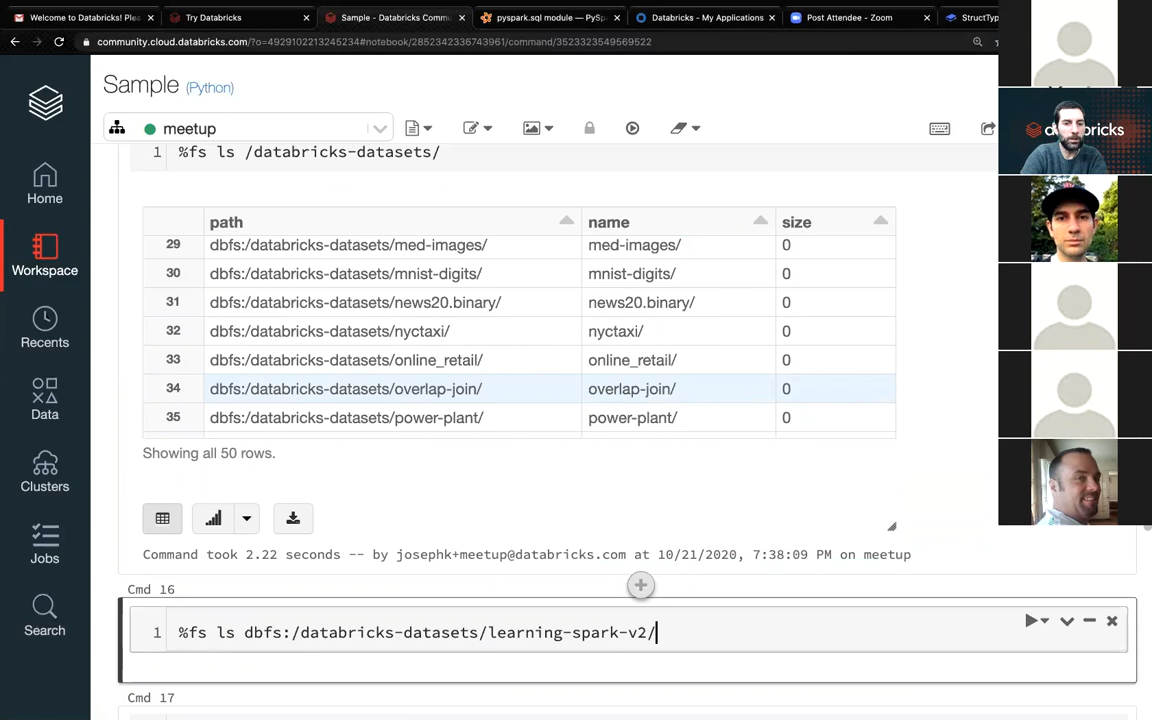 Welcome to Databricks! Plea
Try Databricks
Sample - Databricks Commu
pyspark.sql module — PySp
Databricks - My Applications
Post Attendee - Zoom
StructTyp
community.cloud.databricks.com/?o=4929102213245234#notebook/2852342336743961/command/3523323549569522
Sample (Python)
meetup
Home
Workspace
Recents
Data
Clusters
Jobs
Search
1 %fs ls /databricks-datasets/
path name size
29 dbfs:/databricks-datasets/med-images/ med-images/ 0
30 dbfs:/databricks-datasets/mnist-digits/ mnist-digits/ 0
31 dbfs:/databricks-datasets/news20.binary/ news20.binary/ 0
32 dbfs:/databricks-datasets/nyctaxi/ nyctaxi/ 0
33 dbfs:/databricks-datasets/online_retail/ online_retail/ 0
34 dbfs:/databricks-datasets/overlap-join/ overlap-join/ 0
35 dbfs:/databricks-datasets/power-plant/ power-plant/ 0
Showing all 50 rows.
Command took 2.22 seconds -- by josephk+meetup@databricks.com at 10/21/2020, 7:38:09 PM on meetup
Cmd 16
1 %fs ls dbfs:/databricks-datasets/learning-spark-v2/
Cmd 17